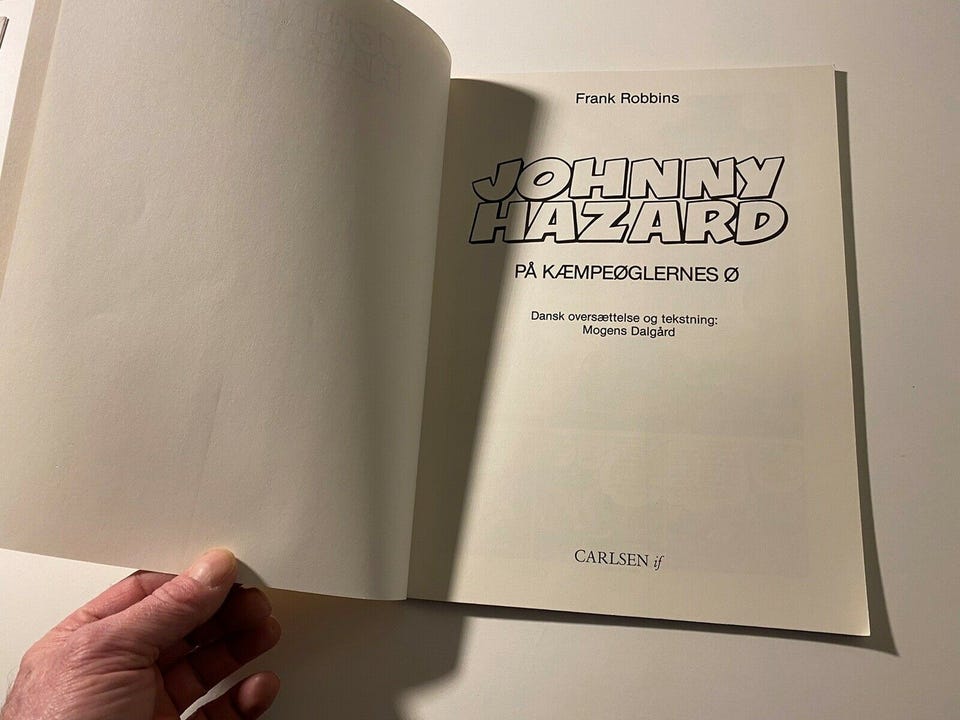 Frank Robbins
JOHNNY
HAZARD
PÅ KÆMPEØGLERNES Ø
Dansk oversættelse og tekstning:
Mogens Dalgård
CARLSEN if